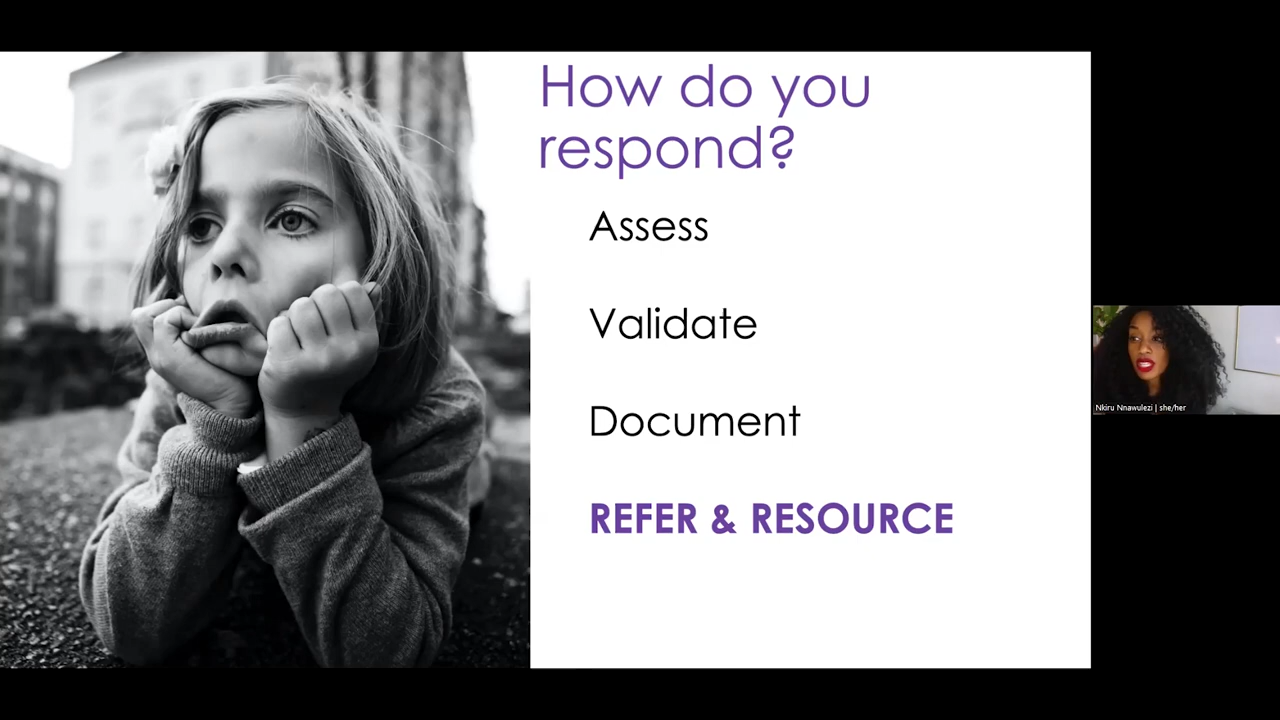 How do you
respond?
Assess
Validate
Document
REFER & RESOURCE
Nkiru Nnawulezi | she/her